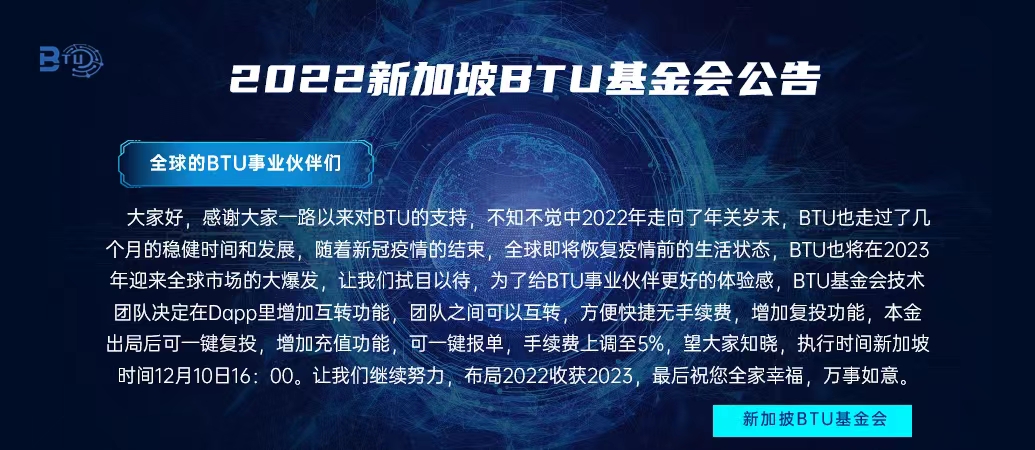 BTU
2022新加坡BTU基金会公告
全球的BTU事业伙伴们
大家好，感谢大家一路以来对BTU的支持，不知不觉中2022年走向了年关岁末，BTU也走过了几
个月的稳健时间和发展，随着新冠疫情的结束，全球即将恢复疫情前的生活状态，BTU也将在2023
年迎来全球市场的大爆发，让我们拭目以待，为了给BTU事业伙伴更好的体验感，BTU基金会技术
团队决定在Dapp里增加互转功能，团队之间可以互转，方便快捷无手续费，增加复投功能，本金
出局后可一键复投，增加充值功能，可一键报单，手续费上调至5%，望大家知晓，执行时间新加坡
时间12月10日16：00。让我们继续努力，布局2022收获2023，最后祝您全家幸福，万事如意。
新加披BTU基金会